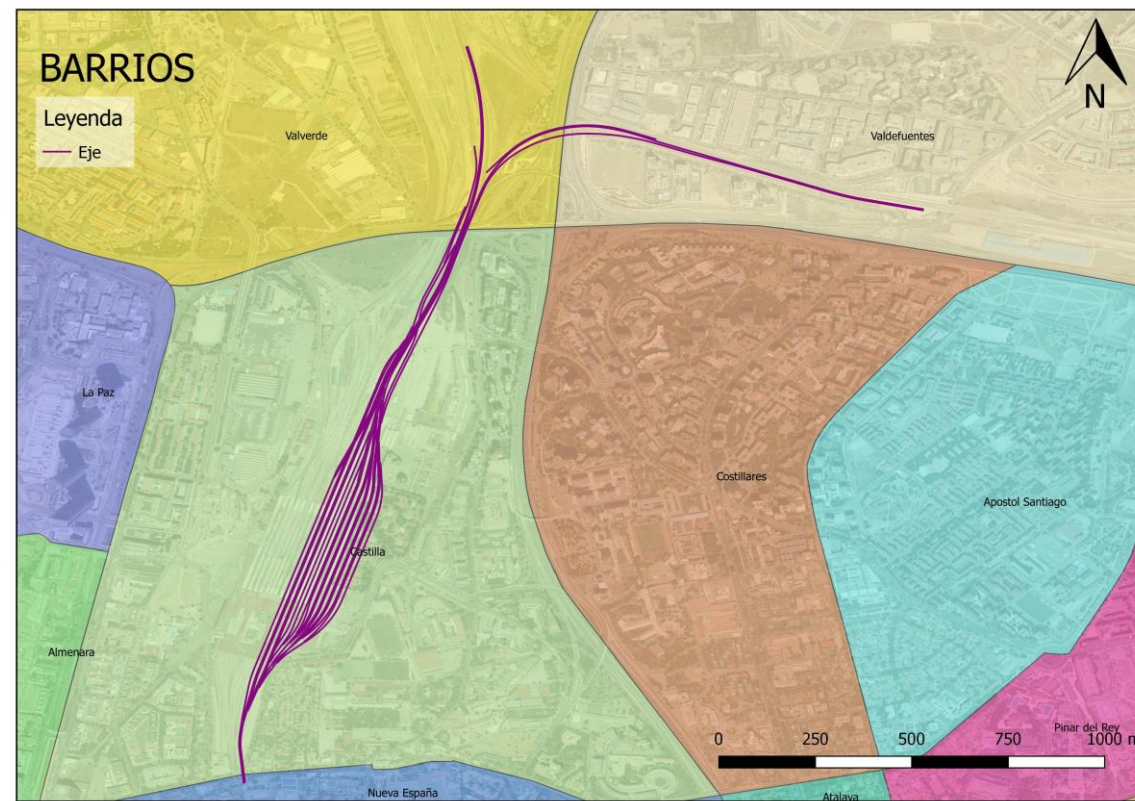 BARRIOS
Leyenda
Eje
N
Valverde
Valdefuentes
La Paz
Costillares
Apostol Santiago
Castilla
Almenara
Pinar del Rey
0 250 500 750 1000 m
Nueva España
Atalaya